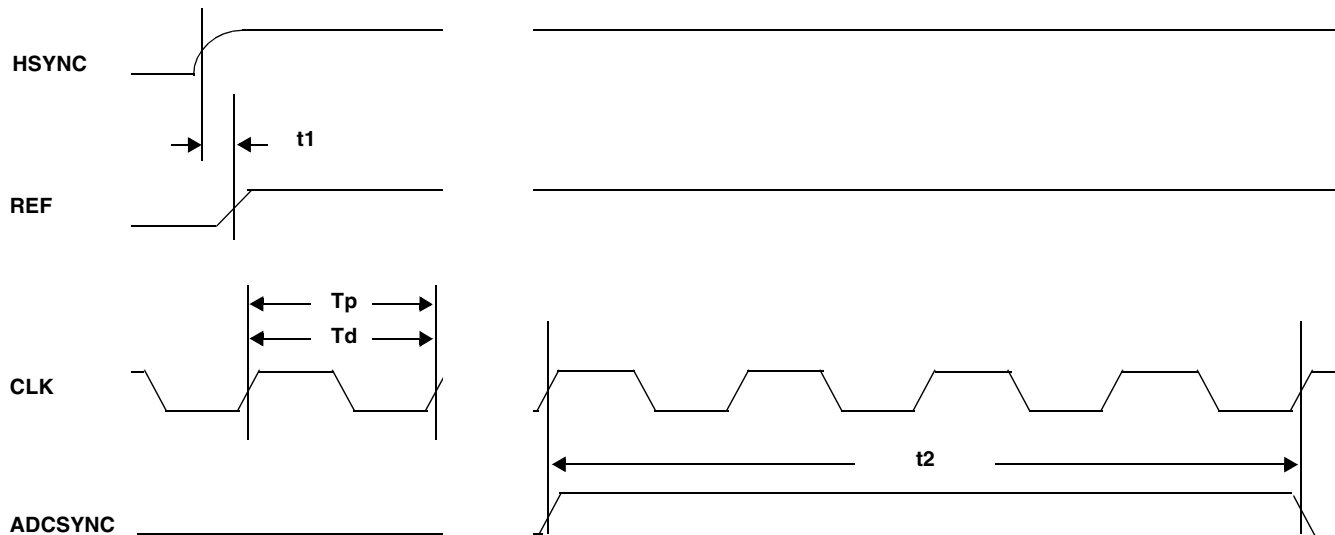 HSYNC
t1
REF
Tp
Td
CLK
t2
ADCSYNC